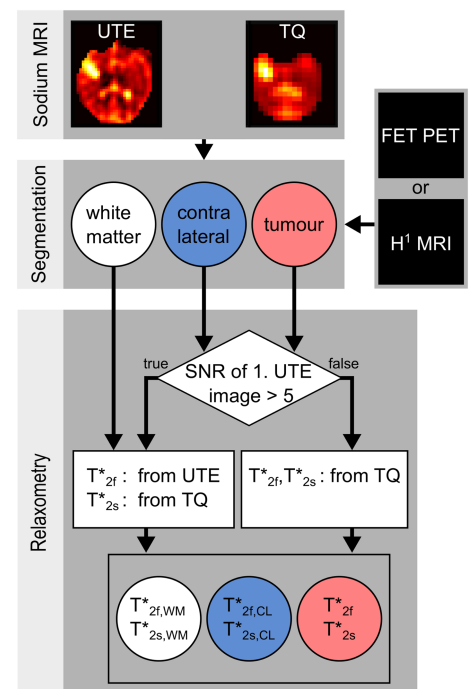 Sodium MRI
UTE
TQ
FET PET
or
H¹ MRI
Segmentation
white
matter
contra
lateral
tumour
Relaxometry
true
false
SNR of 1. UTE
image > 5
T*₂f : from UTE
T*₂s : from TQ
T*₂f,T*₂s : from TQ
T*₂f,WM
T*₂s,WM
T*₂f,CL
T*₂s,CL
T*₂f
T*₂s